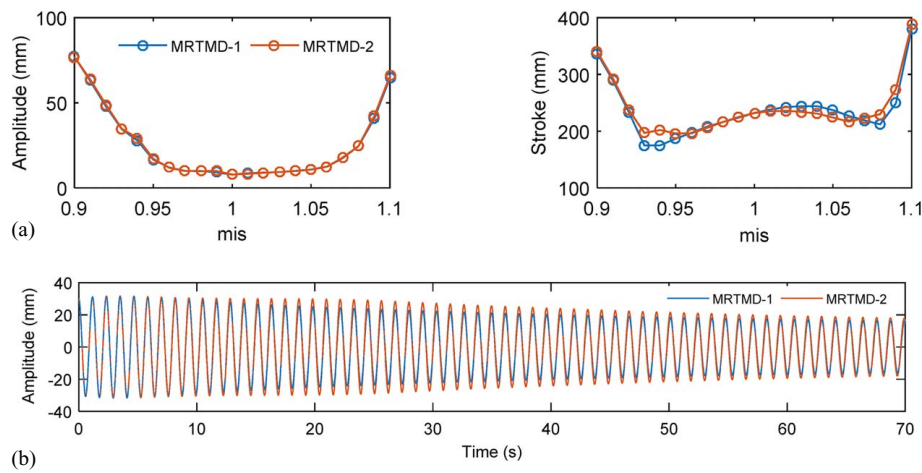 100
50
0
Amplitude (mm)
MRTMD-1
MRTMD-2
0.9
0.95
1
1.05
1.1
mis
400
300
200
100
Stroke (mm)
0.9
0.95
1
1.05
1.1
mis
(a)
40
20
0
-20
-40
Amplitude (mm)
MRTMD-1
MRTMD-2
0
10
20
30
40
50
60
70
Time (s)
(b)